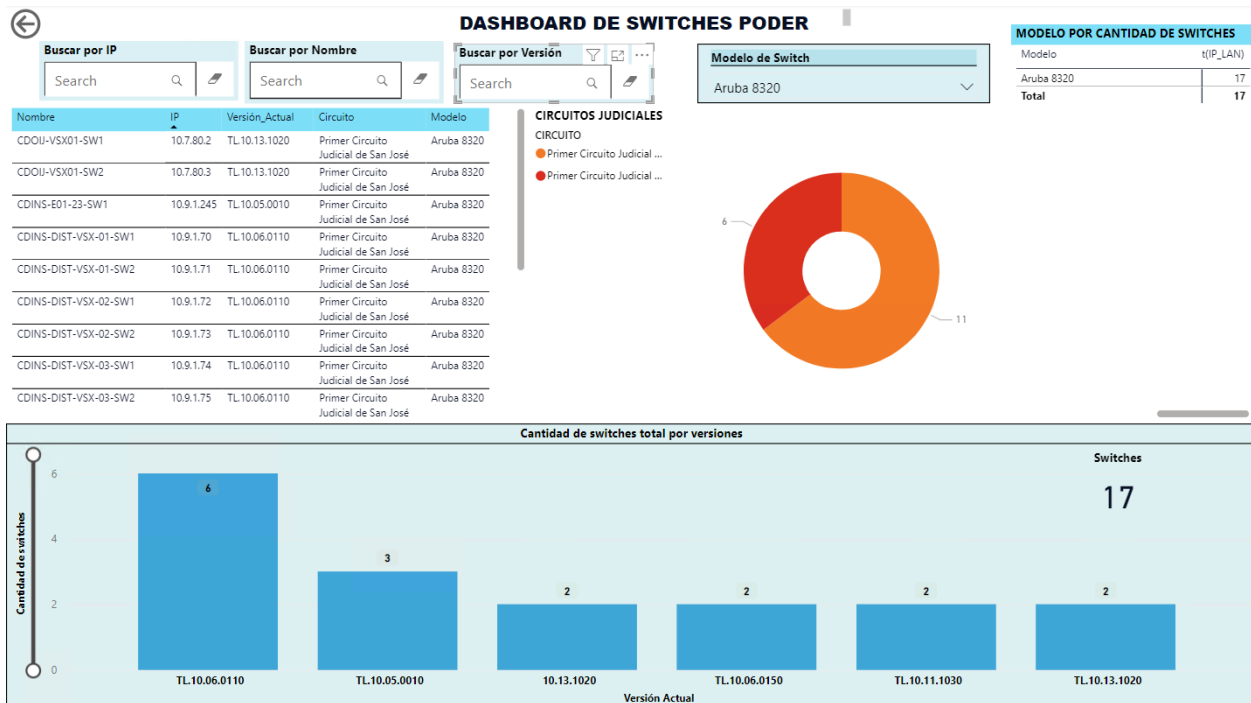 DASHBOARD DE SWITCHES PODER
Buscar por IP
Search
Buscar por Nombre
Search
Buscar por Versión
Search
Modelo de Switch
Aruba 8320
MODELO POR CANTIDAD DE SWITCHES
Modelo t(IP_LAN)
Aruba 8320 17
Total 17
Nombre IP Versión_Actual Circuito Modelo
CDOIJ-VSX01-SW1 10.7.80.2 TL.10.13.1020 Primer Circuito Aruba 8320
Judicial de San José
CDOIJ-VSX01-SW2 10.7.80.3 TL.10.13.1020 Primer Circuito Aruba 8320
Judicial de San José
CDINS-E01-23-SW1 10.9.1.245 TL.10.05.0010 Primer Circuito Aruba 8320
Judicial de San José
CDINS-DIST-VSX-01-SW1 10.9.1.70 TL.10.06.0110 Primer Circuito Aruba 8320
Judicial de San José
CDINS-DIST-VSX-01-SW2 10.9.1.71 TL.10.06.0110 Primer Circuito Aruba 8320
Judicial de San José
CDINS-DIST-VSX-02-SW1 10.9.1.72 TL.10.06.0110 Primer Circuito Aruba 8320
Judicial de San José
CDINS-DIST-VSX-02-SW2 10.9.1.73 TL.10.06.0110 Primer Circuito Aruba 8320
Judicial de San José
CDINS-DIST-VSX-03-SW1 10.9.1.74 TL.10.06.0110 Primer Circuito Aruba 8320
Judicial de San José
CDINS-DIST-VSX-03-SW2 10.9.1.75 TL.10.06.0110 Primer Circuito Aruba 8320
Judicial de San José
CIRCUITOS JUDICIALES
CIRCUITO
Primer Circuito Judicial ...
Primer Circuito Judicial ...
6
11
Cantidad de switches total por versiones
Switches
17
Cantidad de switches
6
4
2
0
6
3
2
2
2
2
TL.10.06.0110
TL.10.05.0010
10.13.1020
TL.10.06.0150
TL.10.11.1030
TL.10.13.1020
Versión Actual